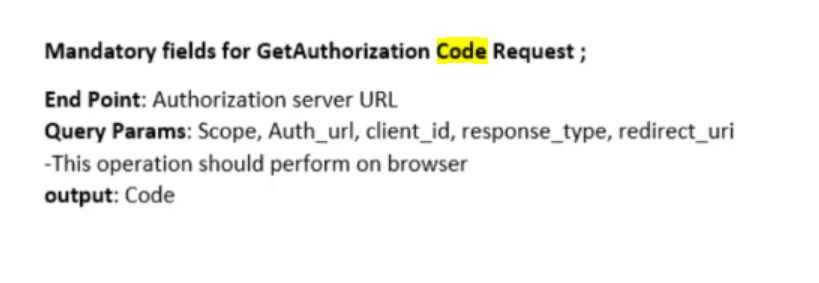 Mandatory fields for GetAuthorization Code Request ;
End Point: Authorization server URL
Query Params: Scope, Auth_url, client_id, response_type, redirect_uri
-This operation should perform on browser
output: Code